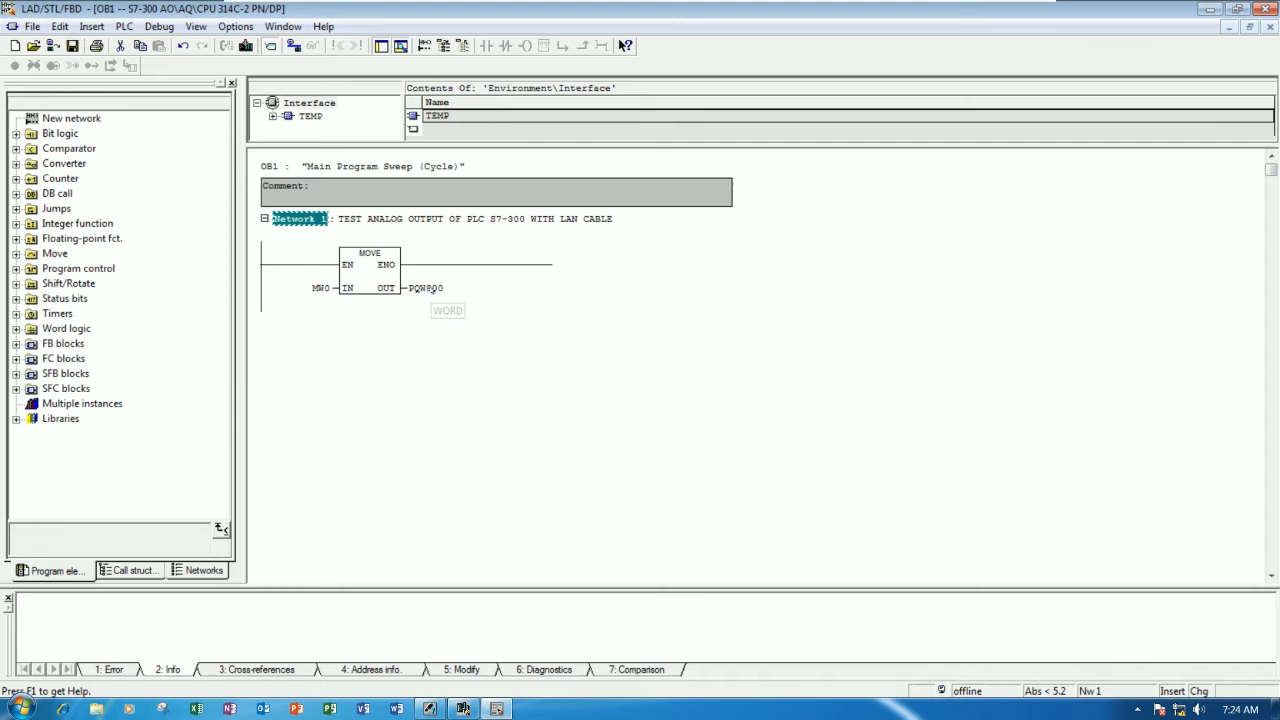 LAD/STL/FBD - [OB1 -- S7-300 AO\AQ\CPU 314C-2 PN/DP]
File Edit Insert PLC Debug View Options Window Help
Contents Of: 'Environment\Interface'
Interface
TEMP
Name
TEMP
New network
Bit logic
Comparator
Converter
Counter
DB call
Jumps
Integer function
Floating-point fct.
Move
Program control
Shift/Rotate
Status bits
Timers
Word logic
FB blocks
FC blocks
SFB blocks
SFC blocks
Multiple instances
Libraries
Program ele... Call struct... Networks
OB1 : "Main Program Sweep (Cycle)"
Comment:
Network 1: TEST ANALOG OUTPUT OF PLC S7-300 WITH LAN CABLE
MOVE
EN ENO
MW0 IN OUT PQW800
WORD
1: Error 2: Info 3: Cross-references 4: Address info. 5: Modify 6: Diagnostics 7: Comparison
Press F1 to get Help. offline Abs < 5.2 Nw 1 Insert Chg
7:24 AM